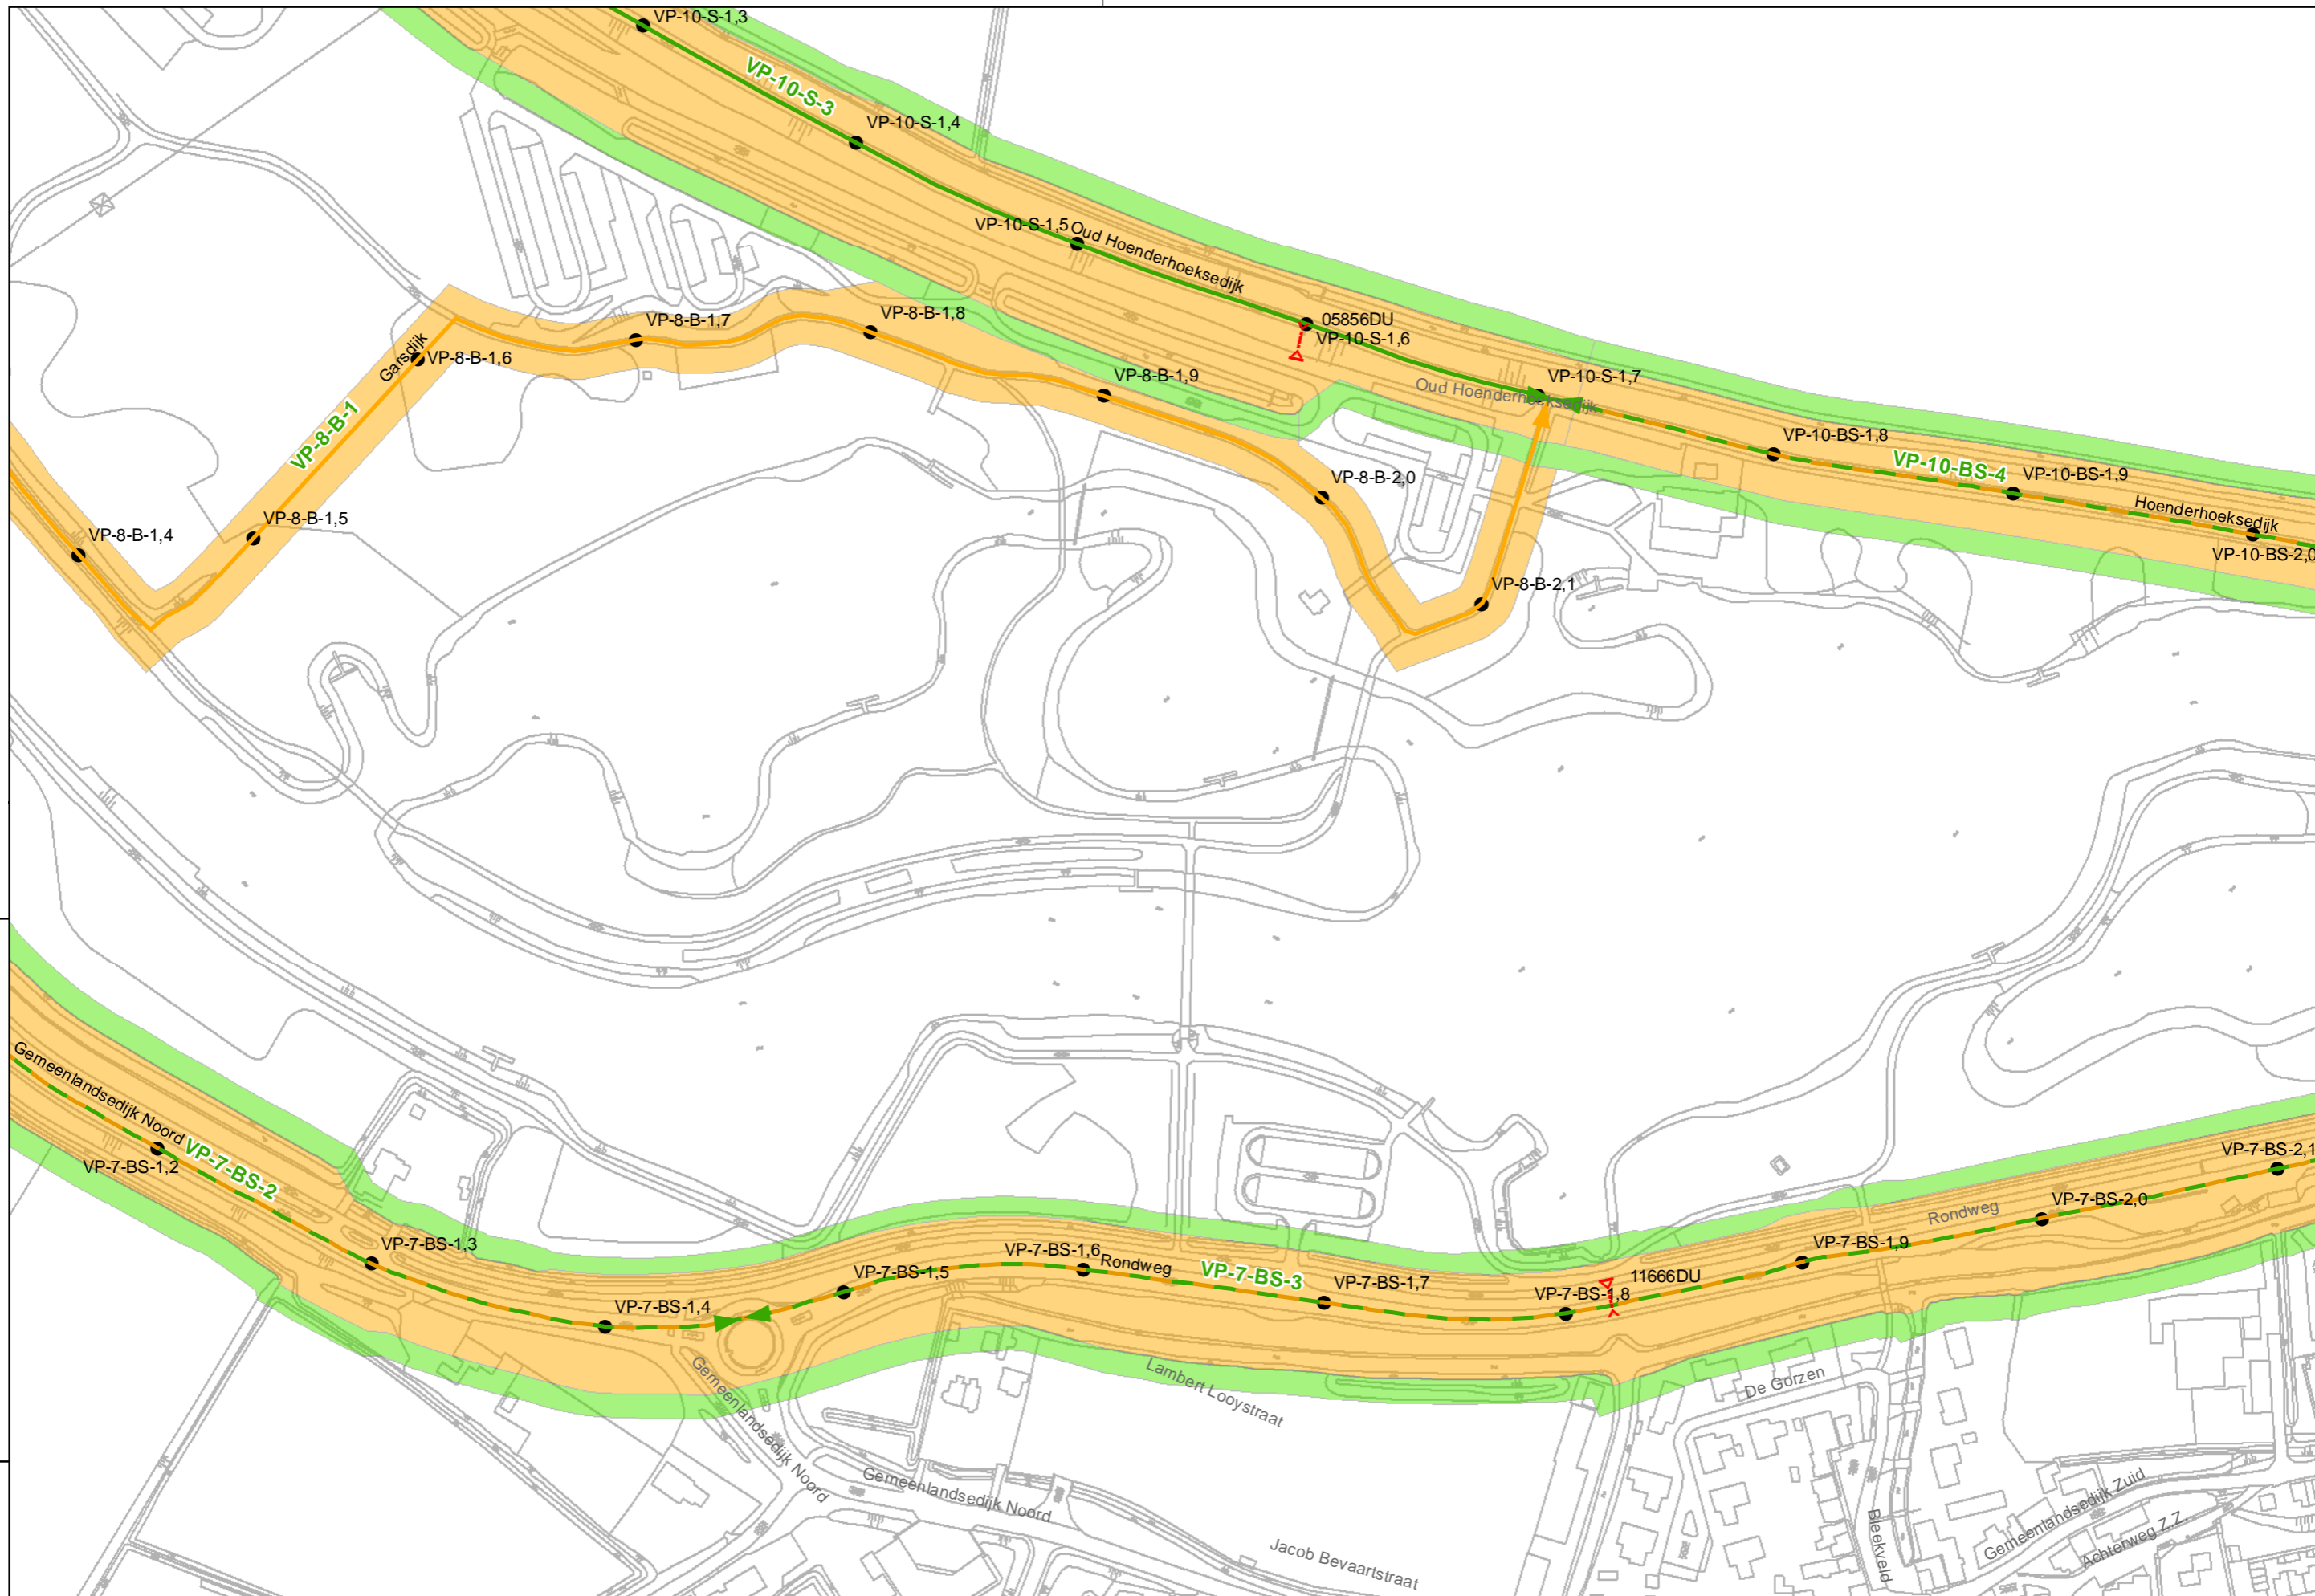 VP-10-S-1,3
VP-10-S-3
VP-10-S-1,4
VP-10-S-1,5
Oud Hoenderhoeksedijk
05856DU
VP-10-S-1,6
VP-8-B-1,7
VP-8-B-1,8
Garsdijk
VP-8-B-1,6
VP-8-B-1,9
VP-10-S-1,7
Oud Hoenderhoeksedijk
VP-8-B-1
VP-10-BS-1,8
VP-10-BS-4
VP-10-BS-1,9
VP-8-B-2,0
Hoenderhoeksedijk
VP-8-B-1,5
VP-8-B-1,4
VP-10-BS-2,0
VP-8-B-2,1
Gemeenlandsedijk Noord
VP-7-BS-1,2
VP-7-BS-2
VP-7-BS-2,1
VP-7-BS-2,0
Rondweg
VP-7-BS-1,3
VP-7-BS-1,6
Rondweg
VP-7-BS-1,9
VP-7-BS-1,5
VP-7-BS-3
VP-7-BS-1,7
11666DU
VP-7-BS-1,8
VP-7-BS-1,4
Gemeenlandsedijk Noord
Lambert Looystraat
De Gorzen
Gemeenlandsedijk Noord
Gemeenlandsedijk Zuid
Bleekveld
Achterweg Z.Z.
Jacob Bevaartstraat